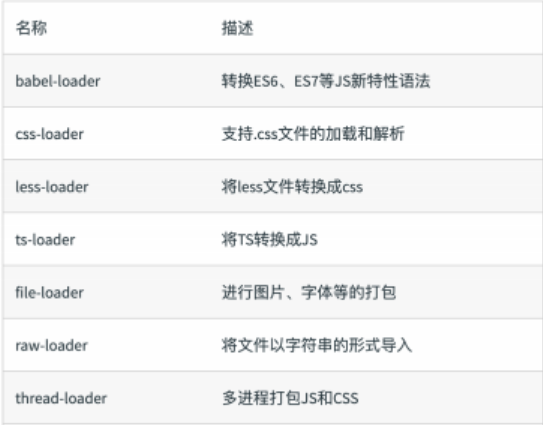 名称 描述
babel-loader 转换ES6、ES7等JS新特性语法
css-loader 支持.css文件的加载和解析
less-loader 将less文件转换成css
ts-loader 将TS转换成JS
file-loader 进行图片、字体等的打包
raw-loader 将文件以字符串的形式导入
thread-loader 多进程打包JS和CSS